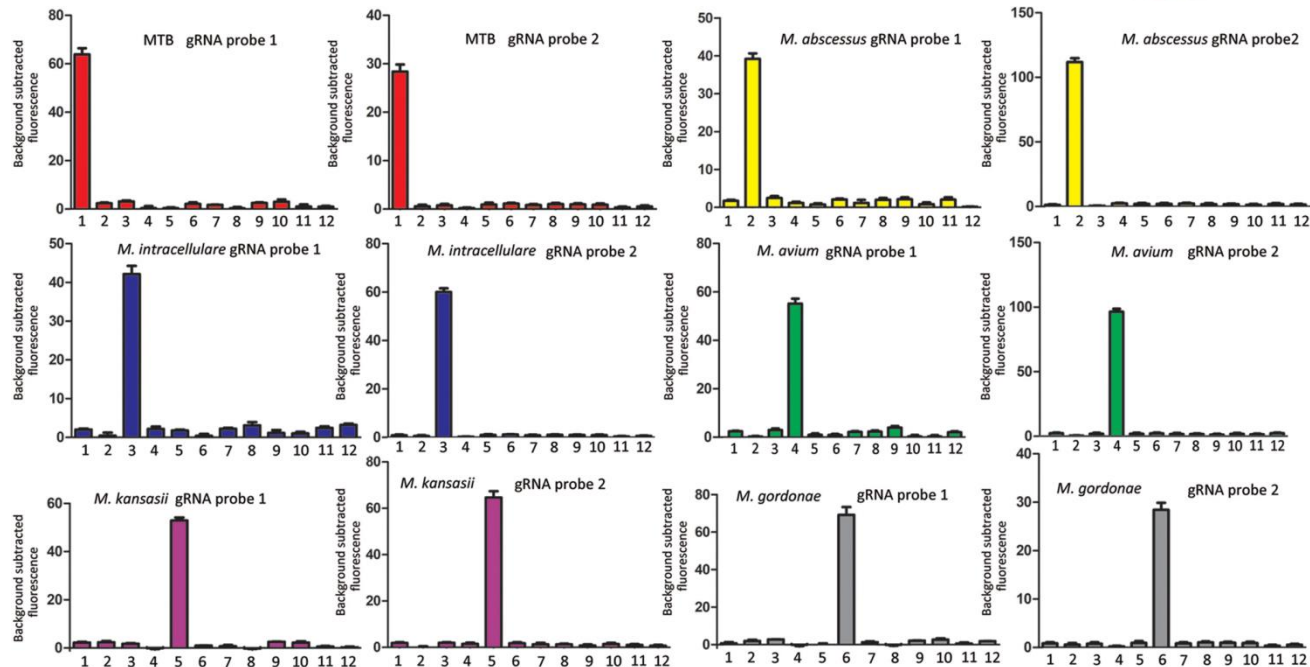 Background subtracted
fluorescence
MTB gRNA probe 1
80
60
40
20
0
1 2 3 4 5 6 7 8 9 10 11 12
Background subtracted
fluorescence
MTB gRNA probe 2
40
30
20
10
0
1 2 3 4 5 6 7 8 9 10 11 12
Background subtracted
fluorescence
M. abscessus gRNA probe 1
50
40
30
20
10
0
1 2 3 4 5 6 7 8 9 10 11 12
Background subtracted
fluorescence
M. abscessus gRNA probe2
150
100
50
0
1 2 3 4 5 6 7 8 9 10 11 12
Background subtracted
fluorescence
M. intracellulare gRNA probe 1
50
40
30
20
10
0
1 2 3 4 5 6 7 8 9 10 11 12
Background subtracted
fluorescence
M. intracellulare gRNA probe 2
80
60
40
20
0
1 2 3 4 5 6 7 8 9 10 11 12
Background subtracted
fluorescence
M. avium gRNA probe 1
80
60
40
20
0
1 2 3 4 5 6 7 8 9 10 11 12
Background subtracted
fluorescence
M. avium gRNA probe 2
150
100
50
0
1 2 3 4 5 6 7 8 9 10 11 12
Background subtracted
fluorescence
M. kansasii gRNA probe 1
60
40
20
0
1 2 3 4 5 6 7 8 9 10 11 12
Background subtracted
fluorescence
M. kansasii gRNA probe 2
80
60
40
20
0
1 2 3 4 5 6 7 8 9 10 11 12
Background subtracted
fluorescence
M. gordonae gRNA probe 1
80
60
40
20
0
1 2 3 4 5 6 7 8 9 10 11 12
Background subtracted
fluorescence
M. gordonae gRNA probe 2
40
30
20
10
0
1 2 3 4 5 6 7 8 9 10 11 12